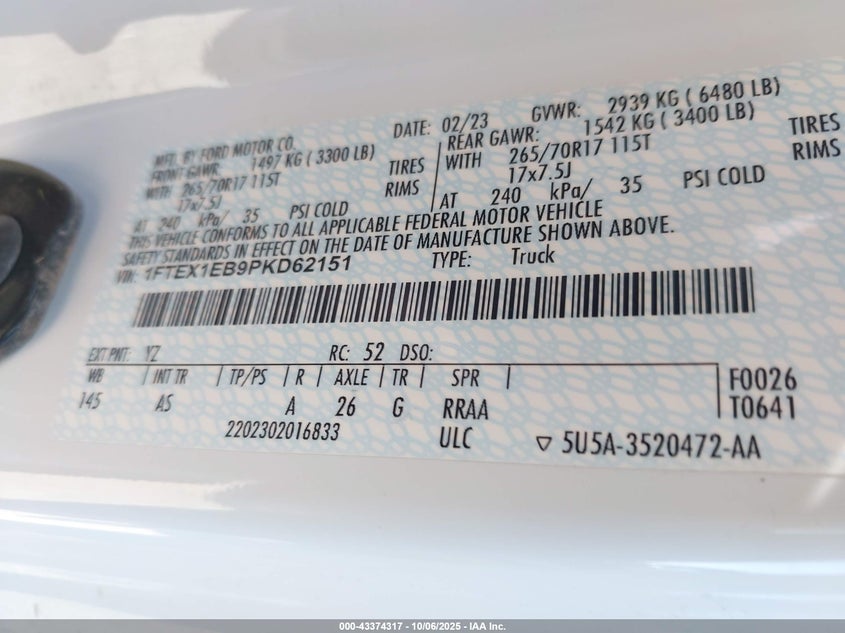 MFD. BY FORD MOTOR CO.
DATE: 02/23 GVWR: 2939 KG ( 6480 LB)
FRONT GAWR: 1497 KG ( 3300 LB) REAR GAWR: 1542 KG ( 3400 LB)
WITH 265/70R17 115T TIRES WITH 265/70R17 115T TIRES
17x7.5J RIMS 17x7.5J RIMS
AT 240 kPa/ 35 PSI COLD AT 240 kPa/ 35 PSI COLD
THIS VEHICLE CONFORMS TO ALL APPLICABLE FEDERAL MOTOR VEHICLE
SAFETY STANDARDS IN EFFECT ON THE DATE OF MANUFACTURE SHOWN ABOVE.
VIN: 1FTEX1EB9PKD62151 TYPE: Truck
EXT PNT: YZ RC: 52 DSO:
WB | INT TR | TP/PS | R | AXLE | TR | SPR | F0026
145 AS A 26 G RRAA T0641
2202302016833 ULC ▽ 5U5A-3520472-AA
000-43374317 - 10/06/2025 - IAA Inc.